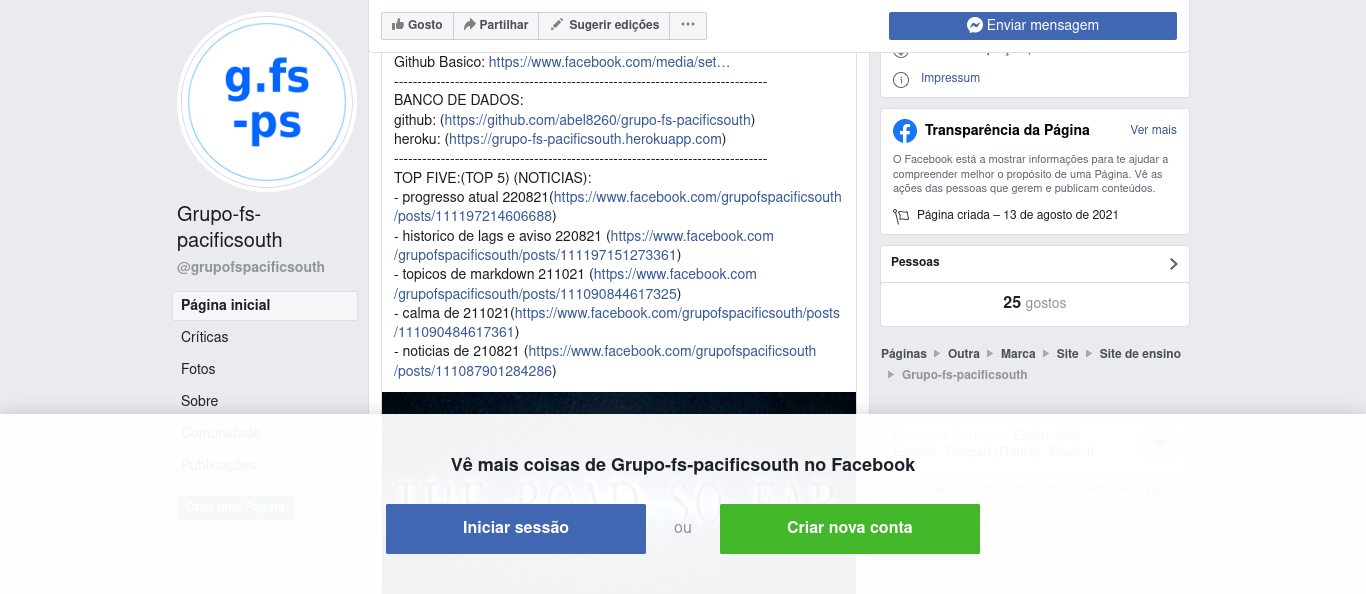 g.fs
-ps
Grupo-fs-
pacificsouth
@grupofspacificsouth
Página inicial
Críticas
Fotos
Sobre
Comunidade
Publicações
Criar uma Página
Gosto
Partilhar
Sugerir edições
Enviar mensagem
Github Basico: https://www.facebook.com/media/set…
--------------------------------------------------------------------------------
BANCO DE DADOS:
github: (https://github.com/abel8260/grupo-fs-pacificsouth)
heroku: (https://grupo-fs-pacificsouth.herokuapp.com)
--------------------------------------------------------------------------------
TOP FIVE:(TOP 5) (NOTICIAS):
- progresso atual 220821(https://www.facebook.com/grupofspacificsouth
/posts/111197214606688)
- historico de lags e aviso 220821 (https://www.facebook.com
/grupofspacificsouth/posts/111197151273361)
- topicos de markdown 211021 (https://www.facebook.com
/grupofspacificsouth/posts/111090844617325)
- calma de 211021(https://www.facebook.com/grupofspacificsouth/posts
/111090484617361)
- noticias de 210821 (https://www.facebook.com/grupofspacificsouth
/posts/111087901284286)
THE ROAD SO FAR
Impressum
Transparência da Página
Ver mais
O Facebook está a mostrar informações para te ajudar a
compreender melhor o propósito de uma Página. Vê as
ações das pessoas que gerem e publicam conteúdos.
Página criada – 13 de agosto de 2021
Pessoas
25 gostos
Páginas Outra Marca Site Site de ensino
Grupo-fs-pacificsouth
Português (Portugal) · English (US) ·
Español · Français (France) · Deutsch
Vê mais coisas de Grupo-fs-pacificsouth no Facebook
Iniciar sessão
ou
Criar nova conta